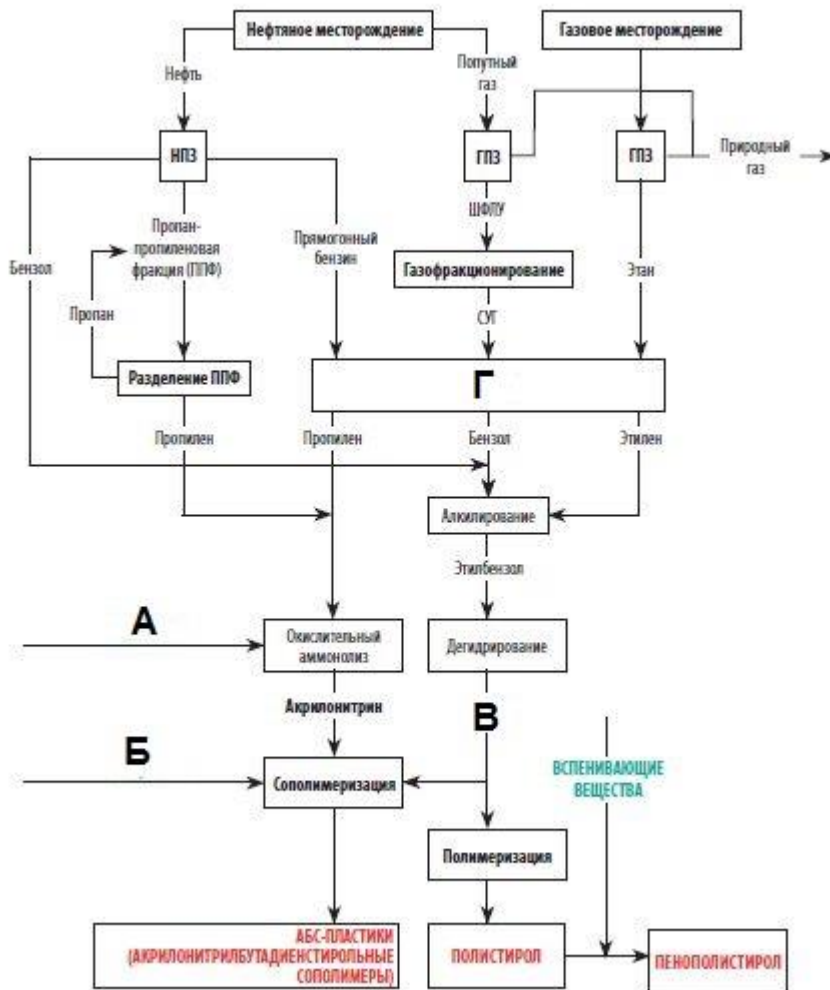 Нефтяное месторождение
Газовое месторождение
Нефть
Попутный
газ
НПЗ
ГПЗ
ГПЗ
Природный
газ
ШФЛУ
Пропан-
пропиленовая
фракция (ППФ)
Прямогонный
бензин
Бензол
Газофракционирование
Этан
Пропан
СУГ
Разделение ППФ
Г
Пропилен
Пропилен
Бензол
Этилен
Алкилирование
Этилбензол
А
Окислительный
аммонолиз
Дегидрирование
Акрилонитрин
В
Б
Сополимеризация
ВСПЕНИВАЮЩИЕ
ВЕЩЕСТВА
Полимеризация
АБС-ПЛАСТИКИ
(АКРИЛОНИТРИЛБУТАДИЕНСТИРОЛЬНЫЕ
СОПОЛИМЕРЫ)
ПОЛИСТИРОЛ
ПЕНОПОЛИСТИРОЛ